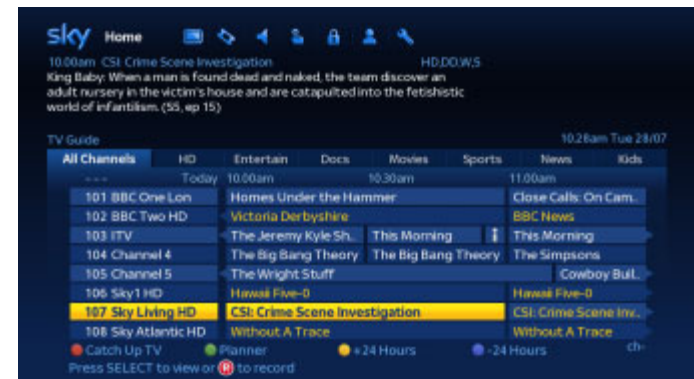 sky Home
10.00am CSI: Crime Scene Investigation HD,DD,W,S
King Baby: When a man is found dead and naked, the team discover an
adult nursery in the victim's house and are catapulted into the fetishistic
world of infantilism. (S5, ep 15)
TV Guide 10.28am Tue 28/07
All Channels HD Entertain Docs Movies Sports News Kids
--- Today 10.00am 10.30am 11.00am
101 BBC One Lon Homes Under the Hammer Close Calls: On Cam..
102 BBC Two HD Victoria Derbyshire BBC News
103 ITV The Jeremy Kyle Sh.. This Morning This Morning
104 Channel 4 The Big Bang Theory The Big Bang Theory The Simpsons
105 Channel 5 The Wright Stuff Cowboy Buil..
106 Sky1 HD Hawaii Five-0 Hawaii Five-0
107 Sky Living HD CSI: Crime Scene Investigation CSI: Crime Scene Inv..
108 Sky Atlantic HD Without A Trace Without A Trace
Catch Up TV Planner +24 Hours -24 Hours ch-
Press SELECT to view or R to record